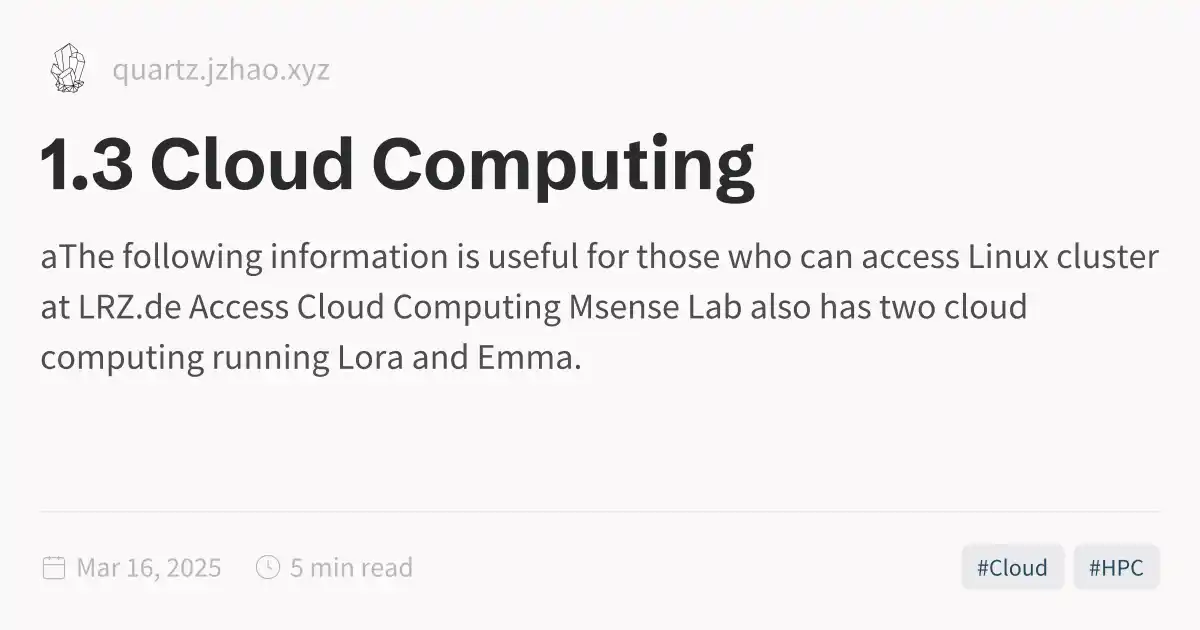 quartz.jzhao.xyz
1.3 Cloud Computing
aThe following information is useful for those who can access Linux cluster
at LRZ.de Access Cloud Computing Msense Lab also has two cloud
computing running Lora and Emma.
Mar 16, 2025 5 min read #Cloud #HPC